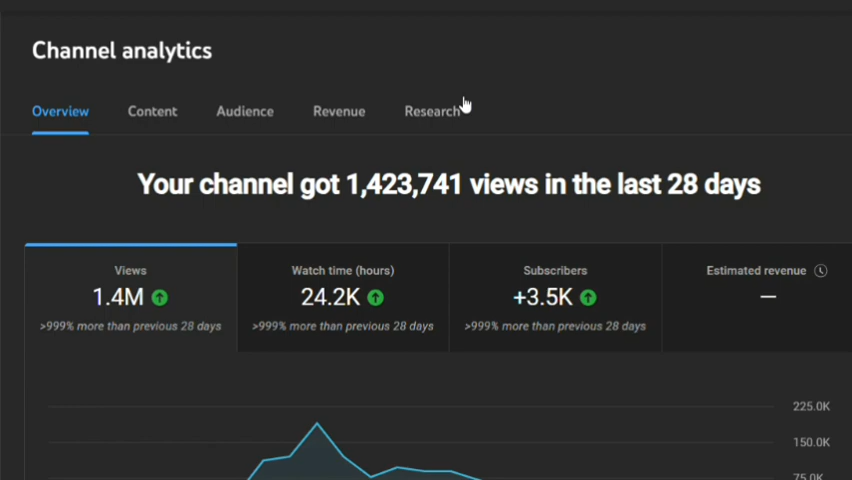 Channel analytics
Overview Content Audience Revenue Research
Your channel got 1,423,741 views in the last 28 days
Views Watch time (hours) Subscribers Estimated revenue
1.4M 24.2K +3.5K —
>999% more than previous 28 days >999% more than previous 28 days >999% more than previous 28 days
225.0K
150.0K
75.0K